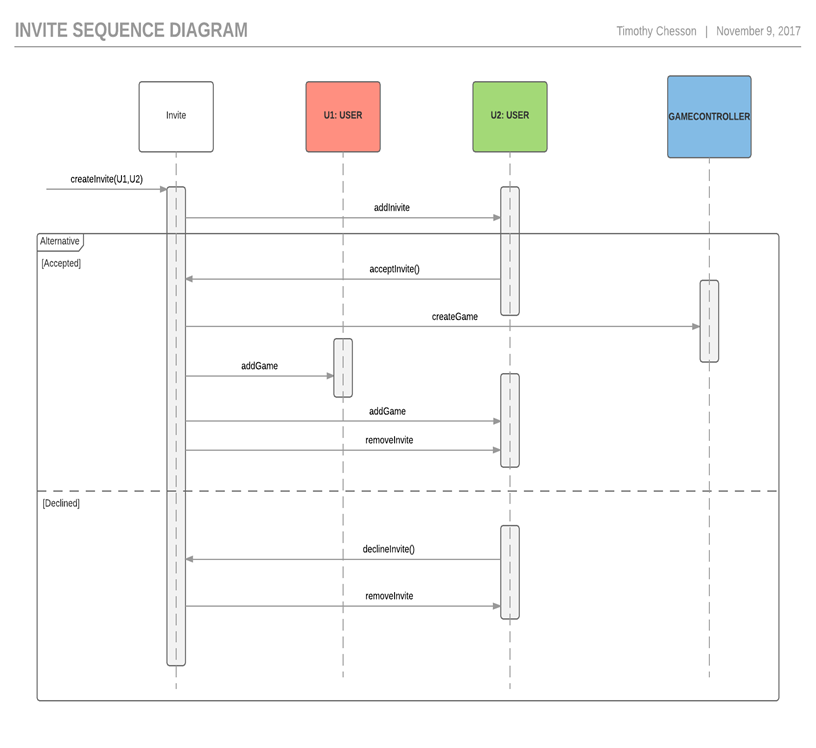 INVITE SEQUENCE DIAGRAM
Timothy Chesson | November 9, 2017
Invite
U1: USER
U2: USER
GAMECONTROLLER
createInvite(U1,U2)
addInivite
Alternative
[Accepted]
acceptInvite()
createGame
addGame
addGame
removeInvite
[Declined]
declineInvite()
removeInvite